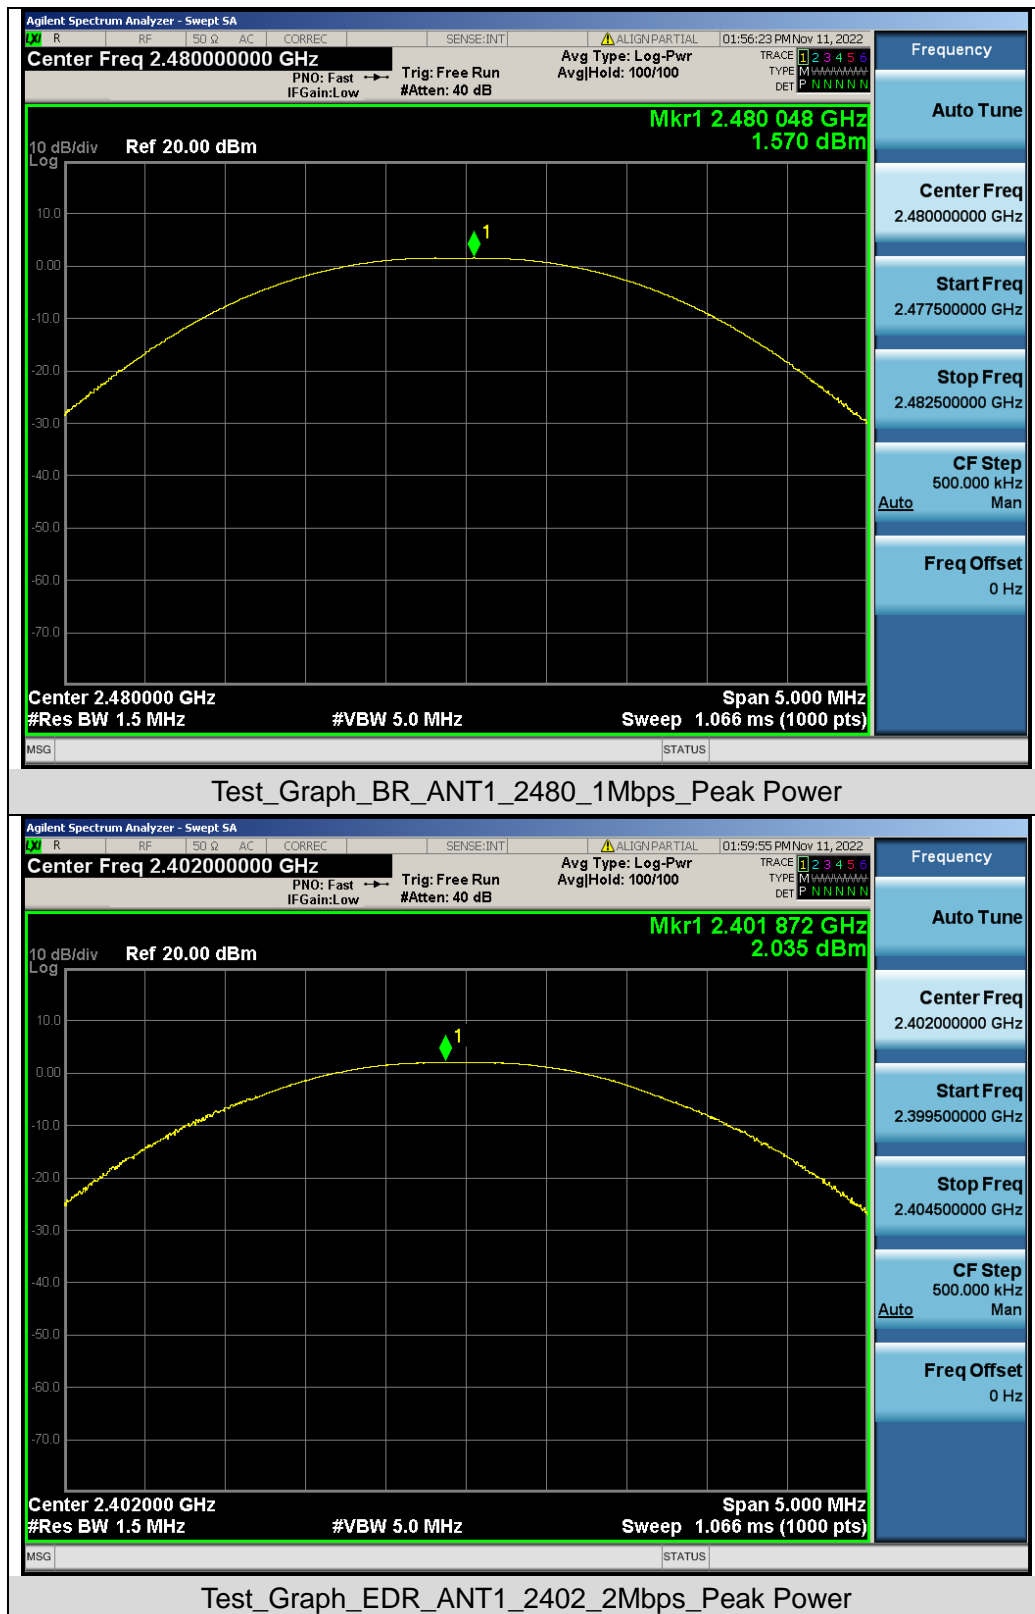 Agilent Spectrum Analyzer - Swept SA
LXI R RF 50 Ω AC CORREC SENSE:INT ALIGN PARTIAL 01:56:23 PM Nov 11, 2022
Center Freq 2.480000000 GHz
PNO: Fast Trig: Free Run
IFGain:Low #Atten: 40 dB
Avg Type: Log-Pwr
Avg|Hold: 100/100
TRACE 1 2 3 4 5 6
TYPE M WWWWW
DET P N N N N N
Mkr1 2.480 048 GHz
1.570 dBm
10 dB/div Ref 20.00 dBm
Log
10.0
1
0.00
-10.0
-20.0
-30.0
-40.0
-50.0
-60.0
-70.0
Center 2.480000 GHz Span 5.000 MHz
#Res BW 1.5 MHz #VBW 5.0 MHz Sweep 1.066 ms (1000 pts)
MSG STATUS
Frequency
Auto Tune
Center Freq
2.480000000 GHz
Start Freq
2.477500000 GHz
Stop Freq
2.482500000 GHz
CF Step
500.000 kHz
Auto Man
Freq Offset
0 Hz
Test_Graph_BR_ANT1_2480_1Mbps_Peak Power
Agilent Spectrum Analyzer - Swept SA
LXI R RF 50 Ω AC CORREC SENSE:INT ALIGN PARTIAL 01:59:55 PM Nov 11, 2022
Center Freq 2.402000000 GHz
PNO: Fast Trig: Free Run
IFGain:Low #Atten: 40 dB
Avg Type: Log-Pwr
Avg|Hold: 100/100
TRACE 1 2 3 4 5 6
TYPE M WWWWW
DET P N N N N N
Mkr1 2.401 872 GHz
2.035 dBm
10 dB/div Ref 20.00 dBm
Log
10.0
1
0.00
-10.0
-20.0
-30.0
-40.0
-50.0
-60.0
-70.0
Center 2.402000 GHz Span 5.000 MHz
#Res BW 1.5 MHz #VBW 5.0 MHz Sweep 1.066 ms (1000 pts)
MSG STATUS
Frequency
Auto Tune
Center Freq
2.402000000 GHz
Start Freq
2.399500000 GHz
Stop Freq
2.404500000 GHz
CF Step
500.000 kHz
Auto Man
Freq Offset
0 Hz
Test_Graph_EDR_ANT1_2402_2Mbps_Peak Power